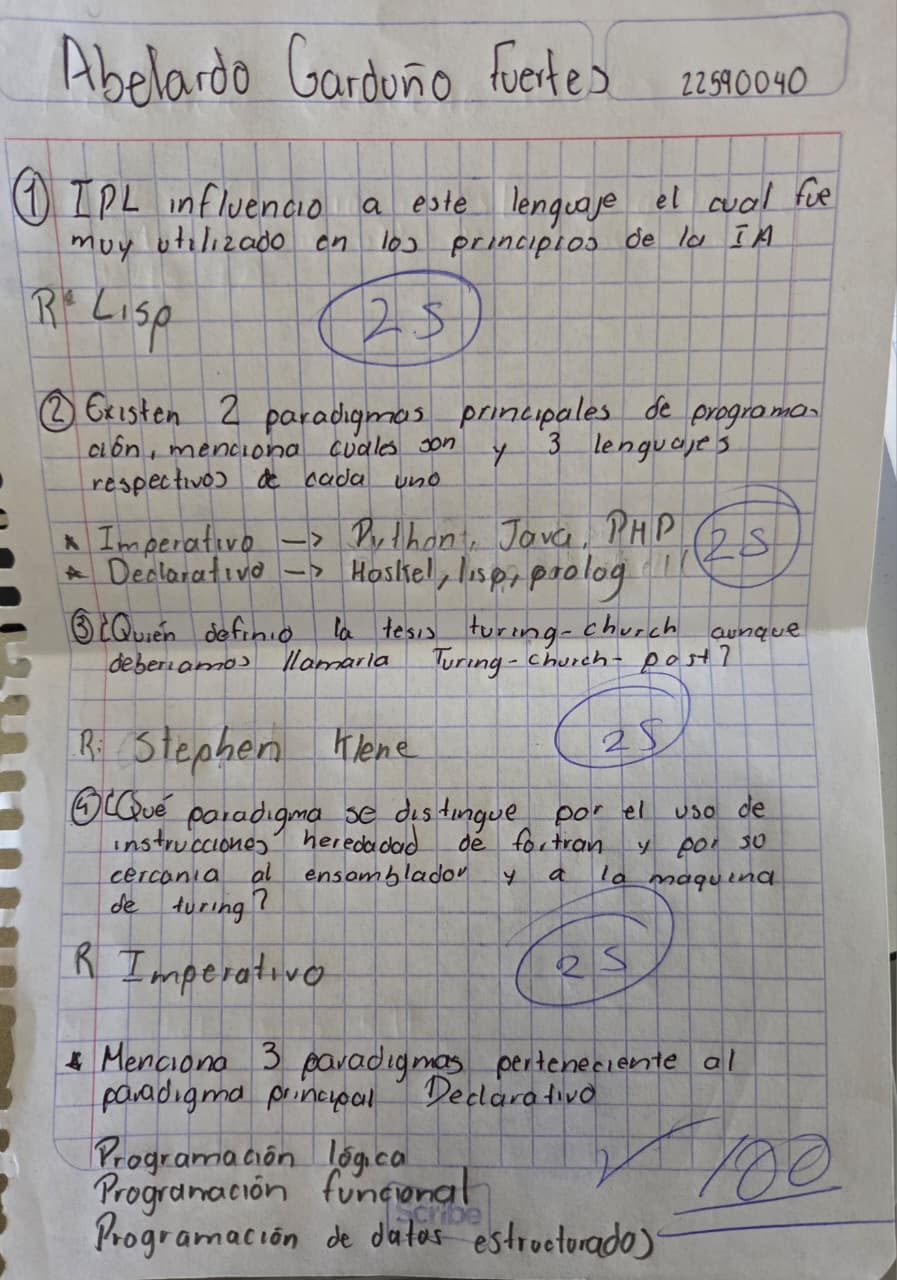 Abelardo Garduño Fuertes 22590040
① IPL influencio a este lenguaje el cual fue
muy utilizado en los principios de la IA
R: Lisp 25
② Existen 2 paradigmas principales de programa-
ción, menciona cuales son y 3 lenguajes
respectivos de cada uno
* Imperativo -> Python, Java, PHP 25
* Declarativo -> Haskel, lisp, prolog
③ ¿Quién definio la tesis turing-church aunque
deberiamos llamarla Turing-church-post?
R: Stephen Klene 25
④ ¿Qué paradigma se distingue por el uso de
instrucciones heredadad de fortran y por so
cercania al ensamblador y a la maquina
de turing?
R Imperativo 25
* Menciona 3 paradigmas perteneciente al
paradigma principal Declarativo
Programación lógica
Programación funcional 100
Scribe
Programación de datos estructurados